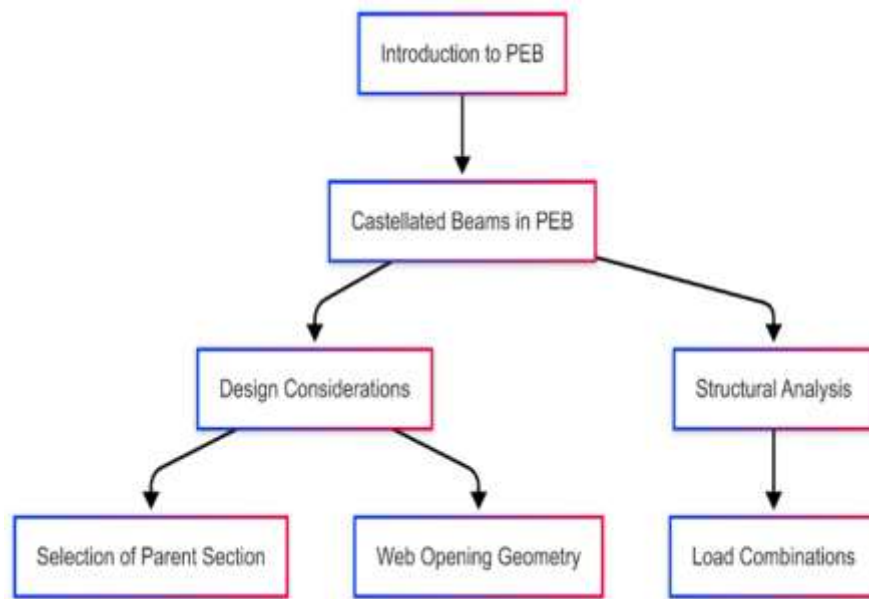 Introduction to PEB
Castellated Beams in PEB
Design Considerations
Structural Analysis
Selection of Parent Section
Web Opening Geometry
Load Combinations